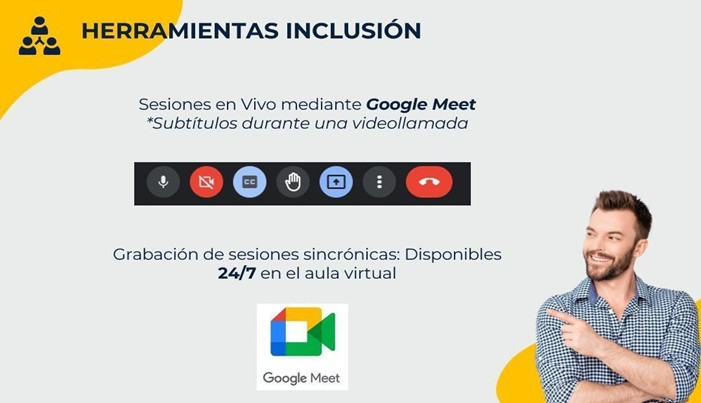 HERRAMIENTAS INCLUSIÓN
Sesiones en Vivo mediante Google Meet
*Subtítulos durante una videollamada
CC
Grabación de sesiones sincrónicas: Disponibles
24/7 en el aula virtual
Google Meet